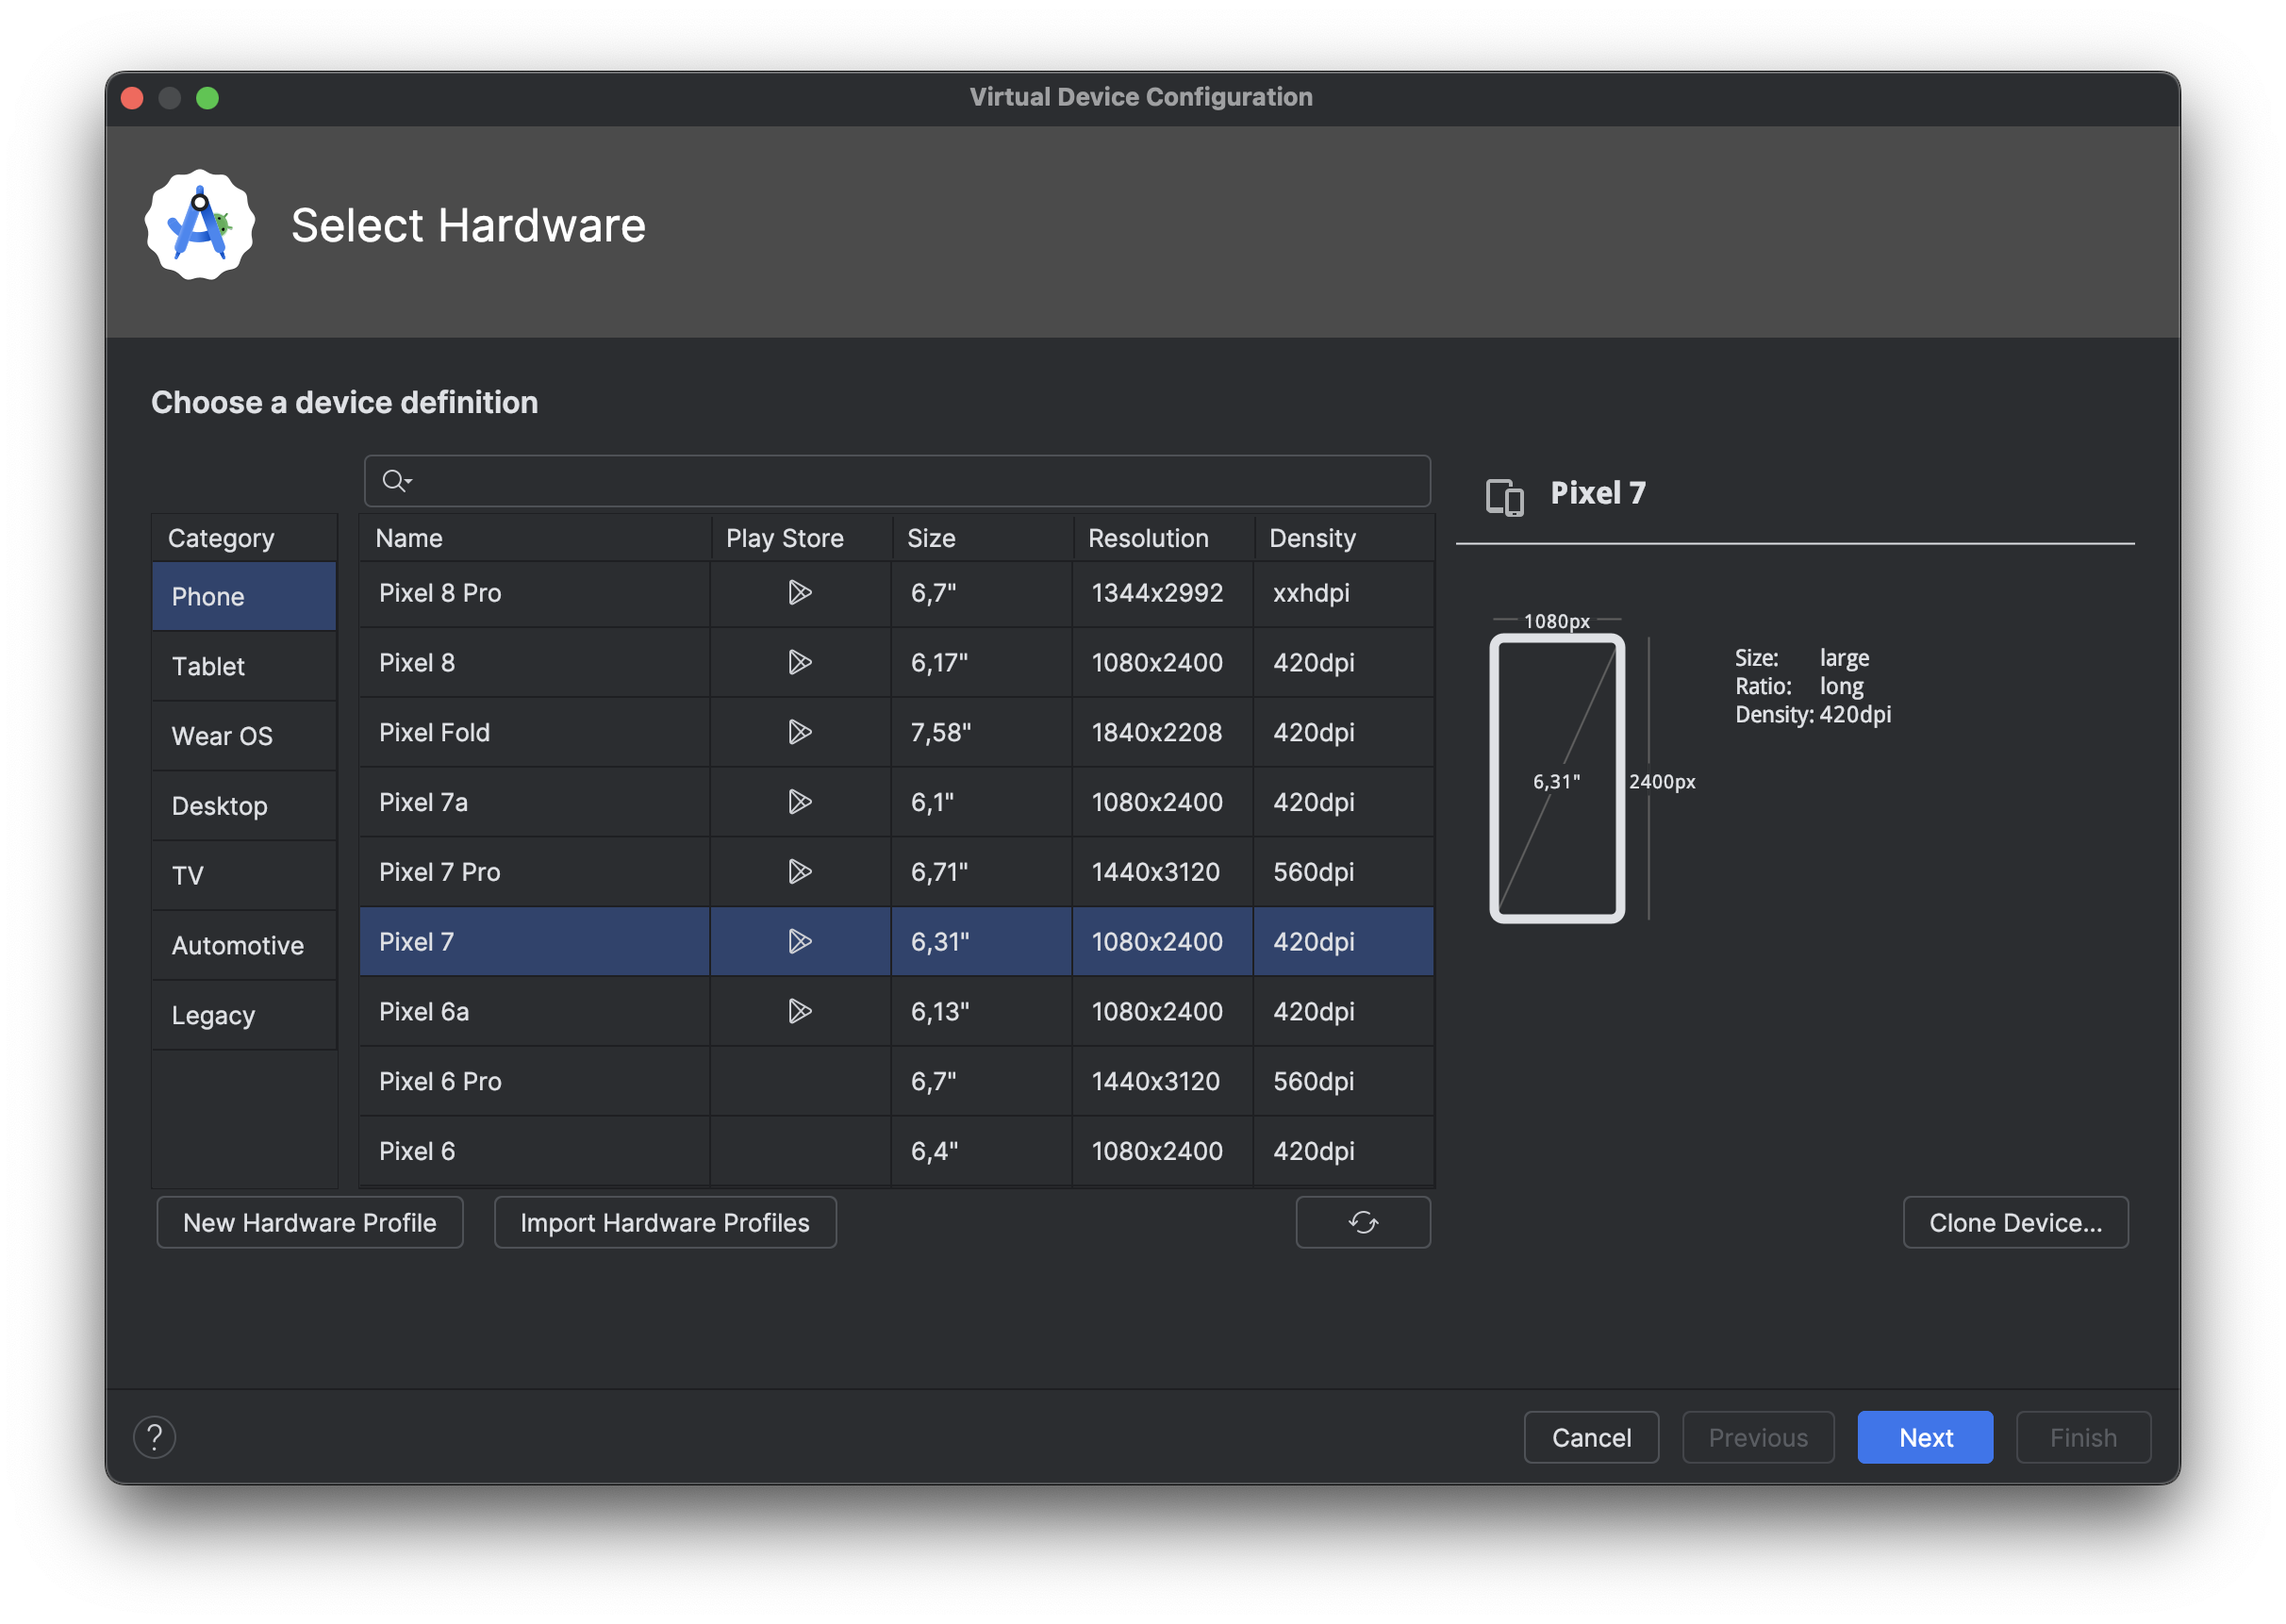 Virtual Device Configuration
Select Hardware
Choose a device definition
Category
Phone
Tablet
Wear OS
Desktop
TV
Automotive
Legacy
Name Play Store Size Resolution Density
Pixel 8 Pro 6,7" 1344x2992 xxhdpi
Pixel 8 6,17" 1080x2400 420dpi
Pixel Fold 7,58" 1840x2208 420dpi
Pixel 7a 6,1" 1080x2400 420dpi
Pixel 7 Pro 6,71" 1440x3120 560dpi
Pixel 7 6,31" 1080x2400 420dpi
Pixel 6a 6,13" 1080x2400 420dpi
Pixel 6 Pro 6,7" 1440x3120 560dpi
Pixel 6 6,4" 1080x2400 420dpi
Pixel 7
1080px
6,31"
2400px
Size: large
Ratio: long
Density: 420dpi
New Hardware Profile Import Hardware Profiles Clone Device...
? Cancel Previous Next Finish